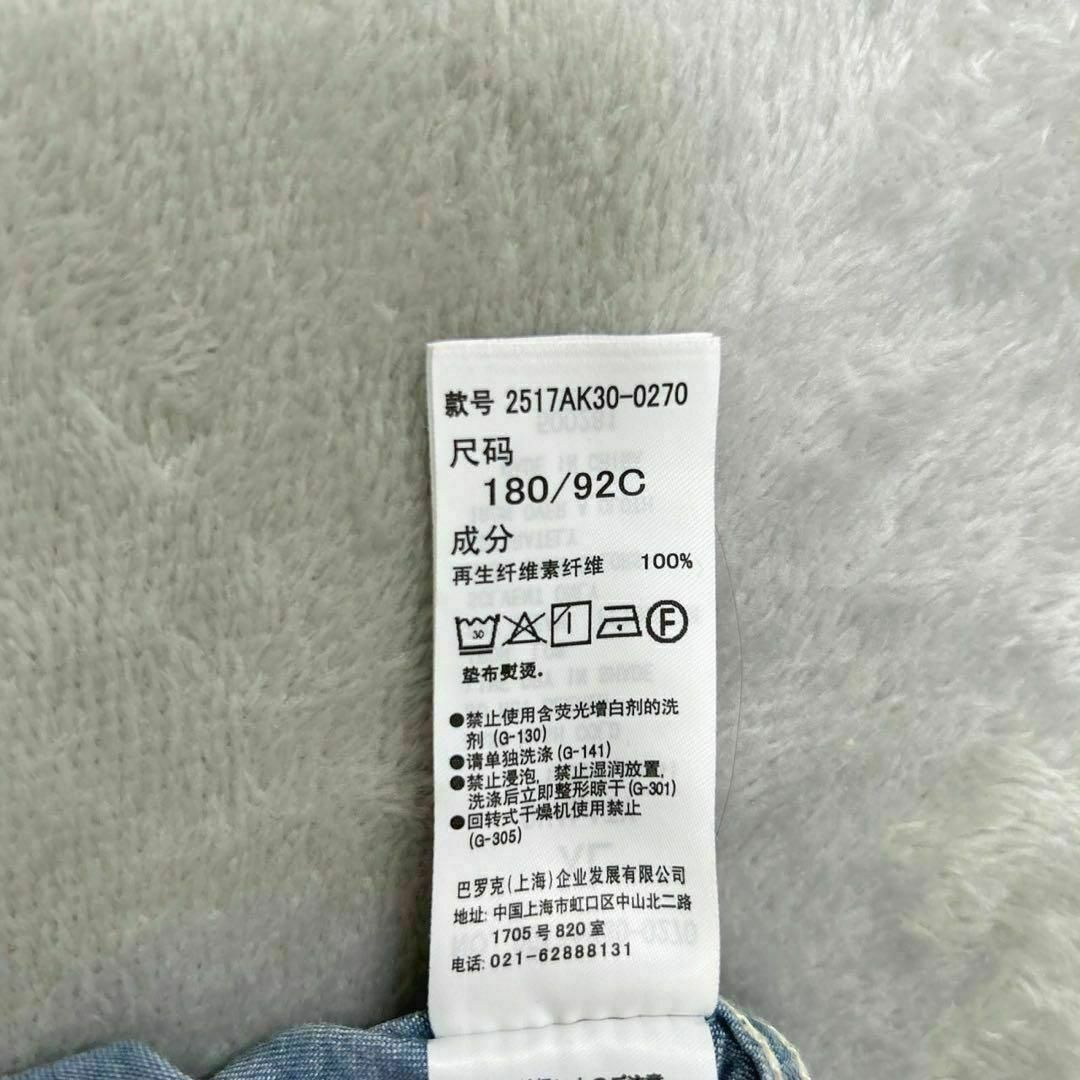 款号 2517AK30-0270
尺码
180/92C
成分
再生纤维素纤维 100%
30
F
垫布熨烫.
●禁止使用含荧光增白剂的洗
剂 (G-130)
●请单独洗涤(G-141)
●禁止浸泡, 禁止湿润放置,
洗涤后立即整形晾干(G-301)
●回转式干燥机使用禁止
(G-305)
巴罗克(上海)企业发展有限公司
地址: 中国上海市虹口区中山北二路
1705号820室
电话: 021-62888131